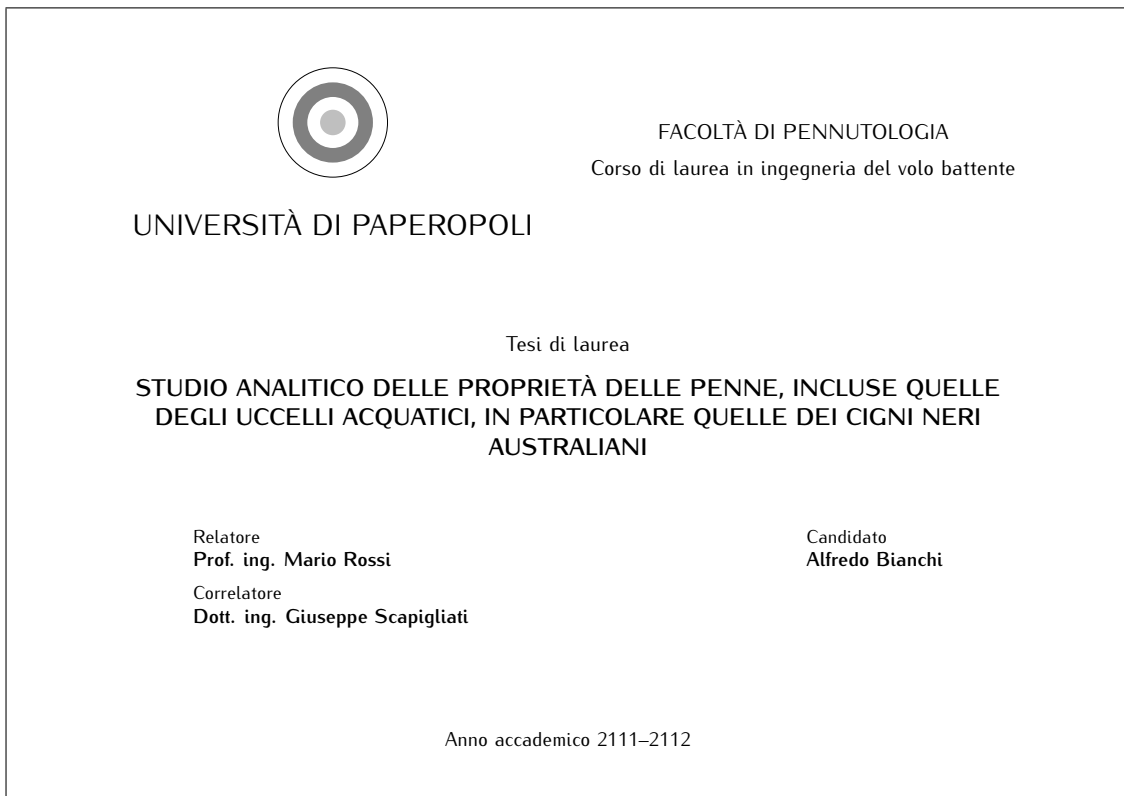 FACOLTÀ DI PENNUTOLOGIA
Corso di laurea in ingegneria del volo battente
UNIVERSITÀ DI PAPEROPOLI
Tesi di laurea
STUDIO ANALITICO DELLE PROPRIETÀ DELLE PENNE, INCLUSE QUELLE
DEGLI UCCELLI ACQUATICI, IN PARTICOLARE QUELLE DEI CIGNI NERI
AUSTRALIANI
Relatore
Prof. ing. Mario Rossi
Correlatore
Dott. ing. Giuseppe Scapigliati
Candidato
Alfredo Bianchi
Anno accademico 2111–2112